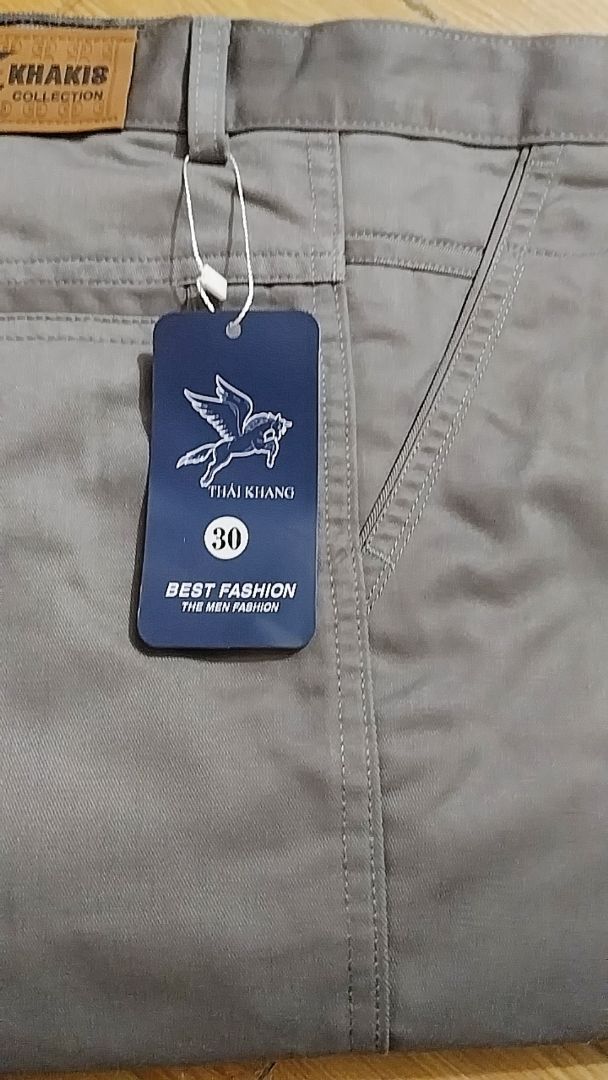 KHAKIS
COLLECTION
THÁI KHANG
30
BEST FASHION
THE MEN FASHION